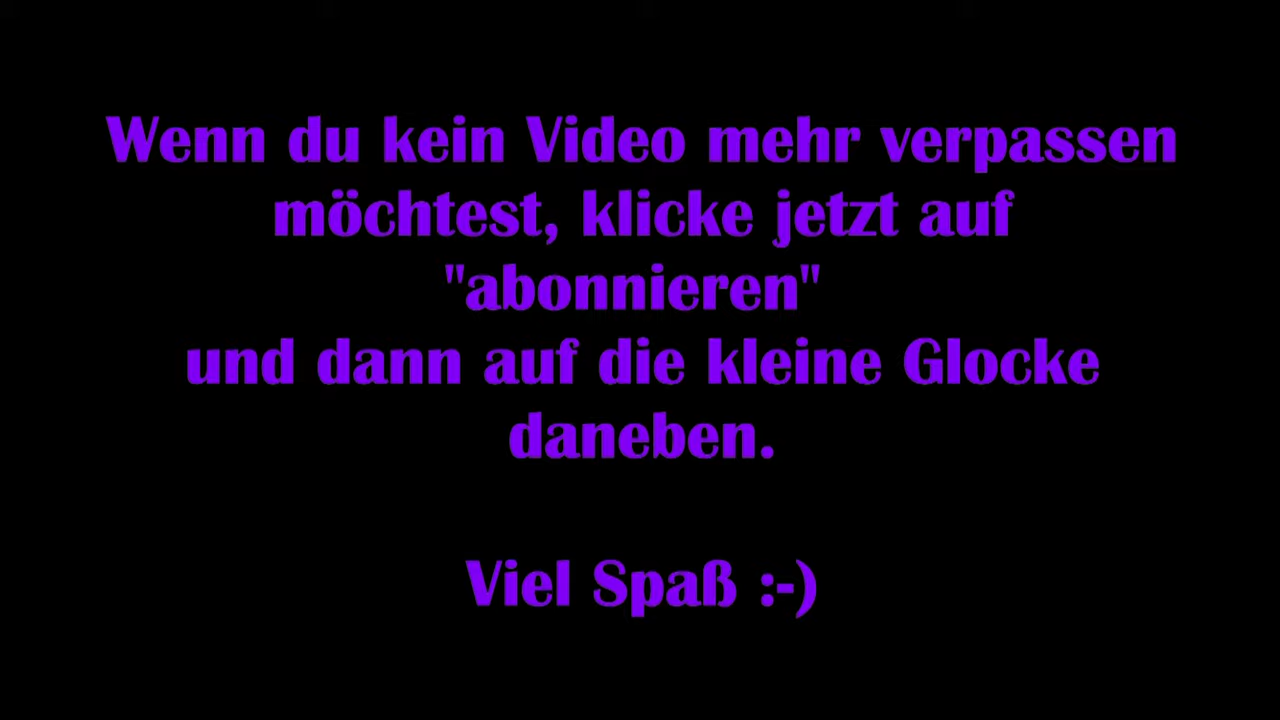 Wenn du kein Video mehr verpassen
möchtest, klicke jetzt auf
"abonnieren"
und dann auf die kleine Glocke
daneben.
Viel Spaß :-)